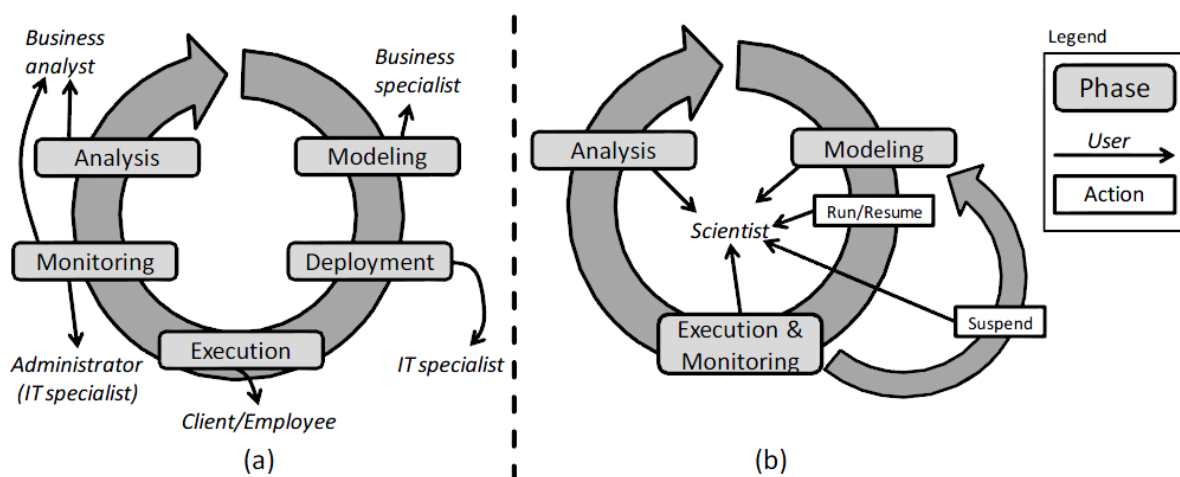 Business
analyst
Business
specialist
Analysis
Modeling
Monitoring
Deployment
Execution
Administrator
(IT specialist)
IT specialist
Client/Employee
(a)
Analysis
Modeling
Run/Resume
Scientist
Execution &
Monitoring
Suspend
(b)
Legend
Phase
User
Action